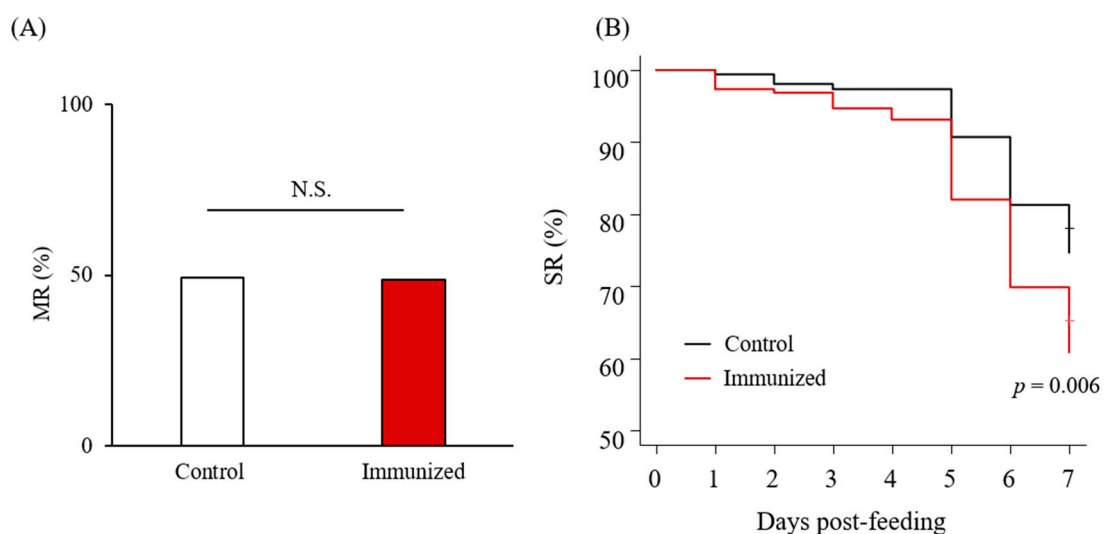 (A)
100
50
0
MR (%)
N.S.
Control
Immunized
(B)
100
90
80
70
60
50
SR (%)
Control
Immunized
p = 0.006
0 1 2 3 4 5 6 7
Days post-feeding